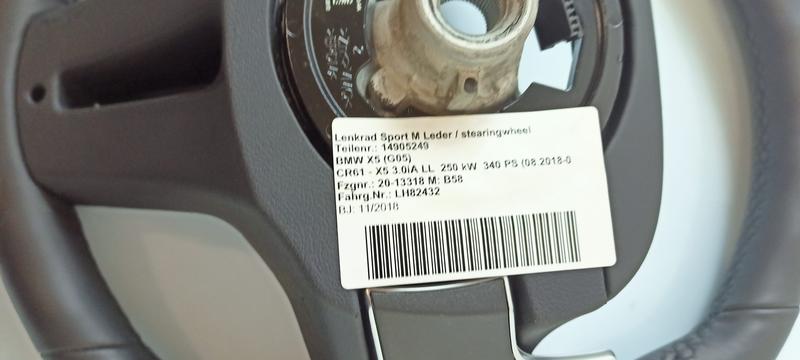 Lenkrad Sport M Leder / stearingwheel
Teilenr.: 14905249
BMW X5 (G05)
CR61 - X5 3.0iA LL 250 kW 340 PS (08.2018-0
Fzgnr.: 20-13318 M: B58
Fahrg.Nr.: LH82432
BJ: 11/2018